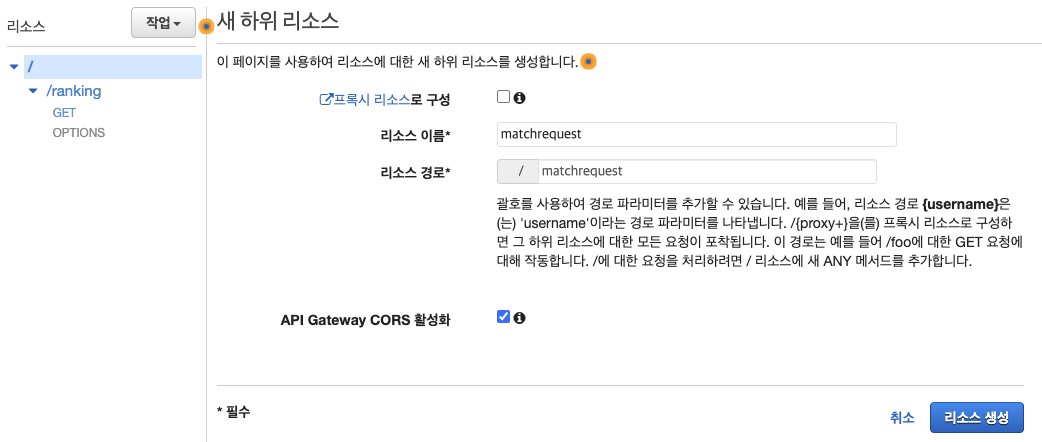 리소스
작업
새 하위 리소스
/
/ranking
GET
OPTIONS
이 페이지를 사용하여 리소스에 대한 새 하위 리소스를 생성합니다.
프록시 리소스로 구성
리소스 이름*
matchrequest
리소스 경로*
/
matchrequest
괄호를 사용하여 경로 파라미터를 추가할 수 있습니다. 예를 들어, 리소스 경로 {username}은
(는) 'username'이라는 경로 파라미터를 나타냅니다. /{proxy+}을(를) 프록시 리소스로 구성하
면 그 하위 리소스에 대한 모든 요청이 포착됩니다. 이 경로는 예를 들어 /foo에 대한 GET 요청에
대해 작동합니다. /에 대한 요청을 처리하려면 / 리소스에 새 ANY 메서드를 추가합니다.
API Gateway CORS 활성화
* 필수
취소
리소스 생성